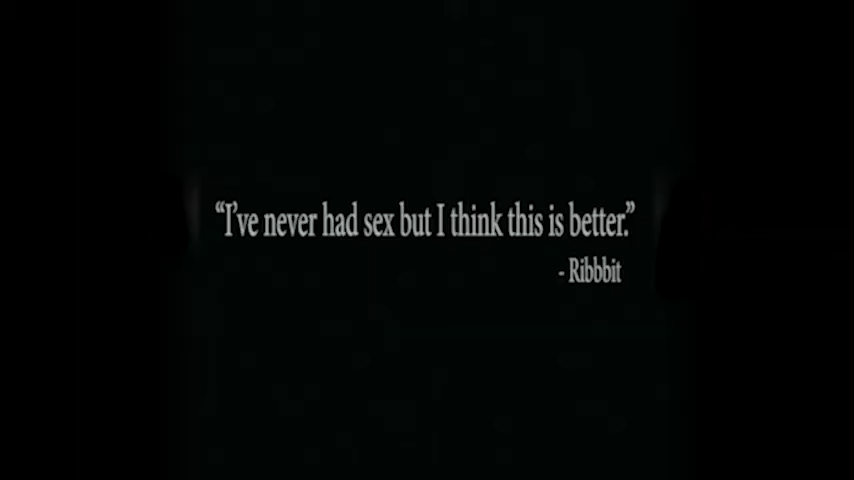 “I’ve never had sex but I think this is better.”
- Ribbbit